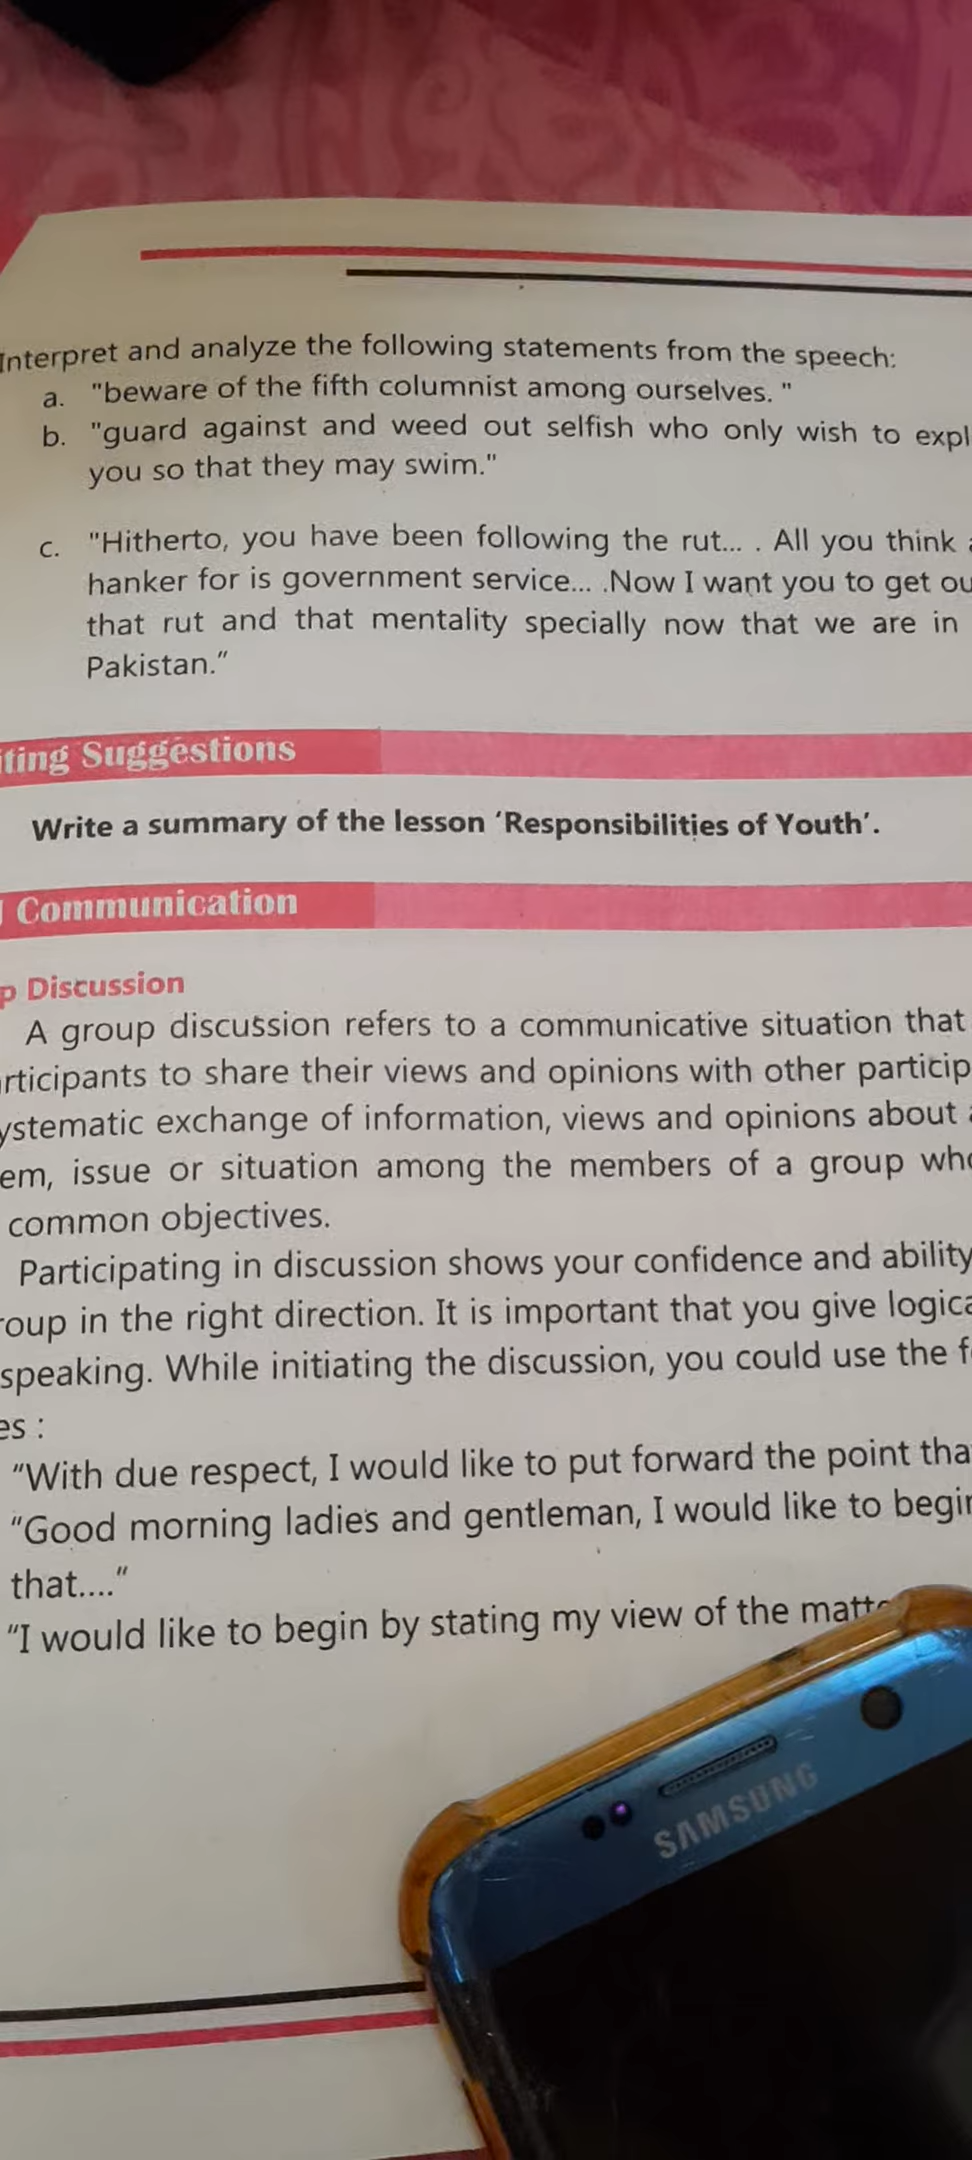 Interpret and analyze the following statements from the speech:
a. "beware of the fifth columnist among ourselves. "
b. "guard against and weed out selfish who only wish to expl
you so that they may swim."
c. "Hitherto, you have been following the rut... . All you think
hanker for is government service... .Now I want you to get ou
that rut and that mentality specially now that we are in
Pakistan."
iting Suggestions
Write a summary of the lesson 'Responsibilities of Youth'.
Communication
p Discussion
A group discussion refers to a communicative situation that
rticipants to share their views and opinions with other particip
ystematic exchange of information, views and opinions about
em, issue or situation among the members of a group who
common objectives.
Participating in discussion shows your confidence and ability
roup in the right direction. It is important that you give logica
speaking. While initiating the discussion, you could use the f
es :
"With due respect, I would like to put forward the point tha
"Good morning ladies and gentleman, I would like to begin
that...."
"I would like to begin by stating my view of the matte
SAMSUNG